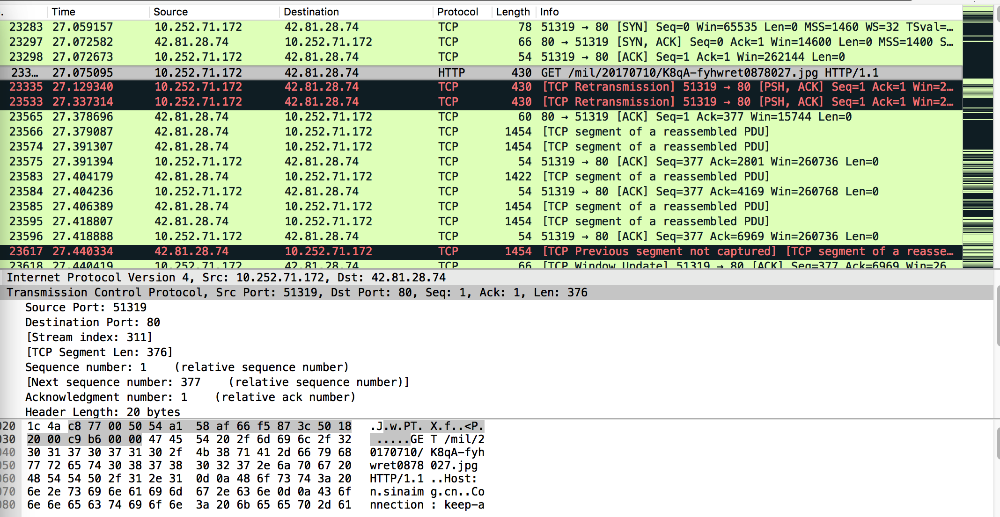 . Time Source Destination Protocol Length Info
23283 27.059157 10.252.71.172 42.81.28.74 TCP 78 51319 → 80 [SYN] Seq=0 Win=65535 Len=0 MSS=1460 WS=32 TSval=…
23297 27.072582 42.81.28.74 10.252.71.172 TCP 66 80 → 51319 [SYN, ACK] Seq=0 Ack=1 Win=14600 Len=0 MSS=1400 S…
23298 27.072673 10.252.71.172 42.81.28.74 TCP 54 51319 → 80 [ACK] Seq=1 Ack=1 Win=262144 Len=0
233… 27.075095 10.252.71.172 42.81.28.74 HTTP 430 GET /mil/20170710/K8qA-fyhwret0878027.jpg HTTP/1.1
23335 27.129340 10.252.71.172 42.81.28.74 TCP 430 [TCP Retransmission] 51319 → 80 [PSH, ACK] Seq=1 Ack=1 Win=2…
23533 27.337314 10.252.71.172 42.81.28.74 TCP 430 [TCP Retransmission] 51319 → 80 [PSH, ACK] Seq=1 Ack=1 Win=2…
23565 27.378696 42.81.28.74 10.252.71.172 TCP 60 80 → 51319 [ACK] Seq=1 Ack=377 Win=15744 Len=0
23566 27.379087 42.81.28.74 10.252.71.172 TCP 1454 [TCP segment of a reassembled PDU]
23574 27.391307 42.81.28.74 10.252.71.172 TCP 1454 [TCP segment of a reassembled PDU]
23575 27.391394 10.252.71.172 42.81.28.74 TCP 54 51319 → 80 [ACK] Seq=377 Ack=2801 Win=260736 Len=0
23583 27.404179 42.81.28.74 10.252.71.172 TCP 1422 [TCP segment of a reassembled PDU]
23584 27.404236 10.252.71.172 42.81.28.74 TCP 54 51319 → 80 [ACK] Seq=377 Ack=4169 Win=260768 Len=0
23585 27.406389 42.81.28.74 10.252.71.172 TCP 1454 [TCP segment of a reassembled PDU]
23595 27.418807 42.81.28.74 10.252.71.172 TCP 1454 [TCP segment of a reassembled PDU]
23596 27.418888 10.252.71.172 42.81.28.74 TCP 54 51319 → 80 [ACK] Seq=377 Ack=6969 Win=260736 Len=0
23617 27.440334 42.81.28.74 10.252.71.172 TCP 1454 [TCP Previous segment not captured] [TCP segment of a reasse…
23618 27.440419 10.252.71.172 42.81.28.74 TCP 66 [TCP Window Update] 51319 → 80 [ACK] Seq=377 Ack=6969 Win=26
Internet Protocol Version 4, Src: 10.252.71.172, Dst: 42.81.28.74
Transmission Control Protocol, Src Port: 51319, Dst Port: 80, Seq: 1, Ack: 1, Len: 376
Source Port: 51319
Destination Port: 80
[Stream index: 311]
[TCP Segment Len: 376]
Sequence number: 1 (relative sequence number)
[Next sequence number: 377 (relative sequence number)]
Acknowledgment number: 1 (relative ack number)
Header Length: 20 bytes
020 1c 4a c8 77 00 50 54 a1 58 af 66 f5 87 3c 50 18 .J.w.PT. X.f..<P.
030 20 00 c9 b6 00 00 47 45 54 20 2f 6d 69 6c 2f 32 .....GE T /mil/2
040 30 31 37 30 37 31 30 2f 4b 38 71 41 2d 66 79 68 0170710/ K8qA-fyh
050 77 72 65 74 30 38 37 38 30 32 37 2e 6a 70 67 20 wret0878 027.jpg
060 48 54 54 50 2f 31 2e 31 0d 0a 48 6f 73 74 3a 20 HTTP/1.1 ..Host:
070 6e 2e 73 69 6e 61 69 6d 67 2e 63 6e 0d 0a 43 6f n.sinaim g.cn..Co
080 6e 6e 65 63 74 69 6f 6e 3a 20 6b 65 65 70 2d 61 nnection : keep-a